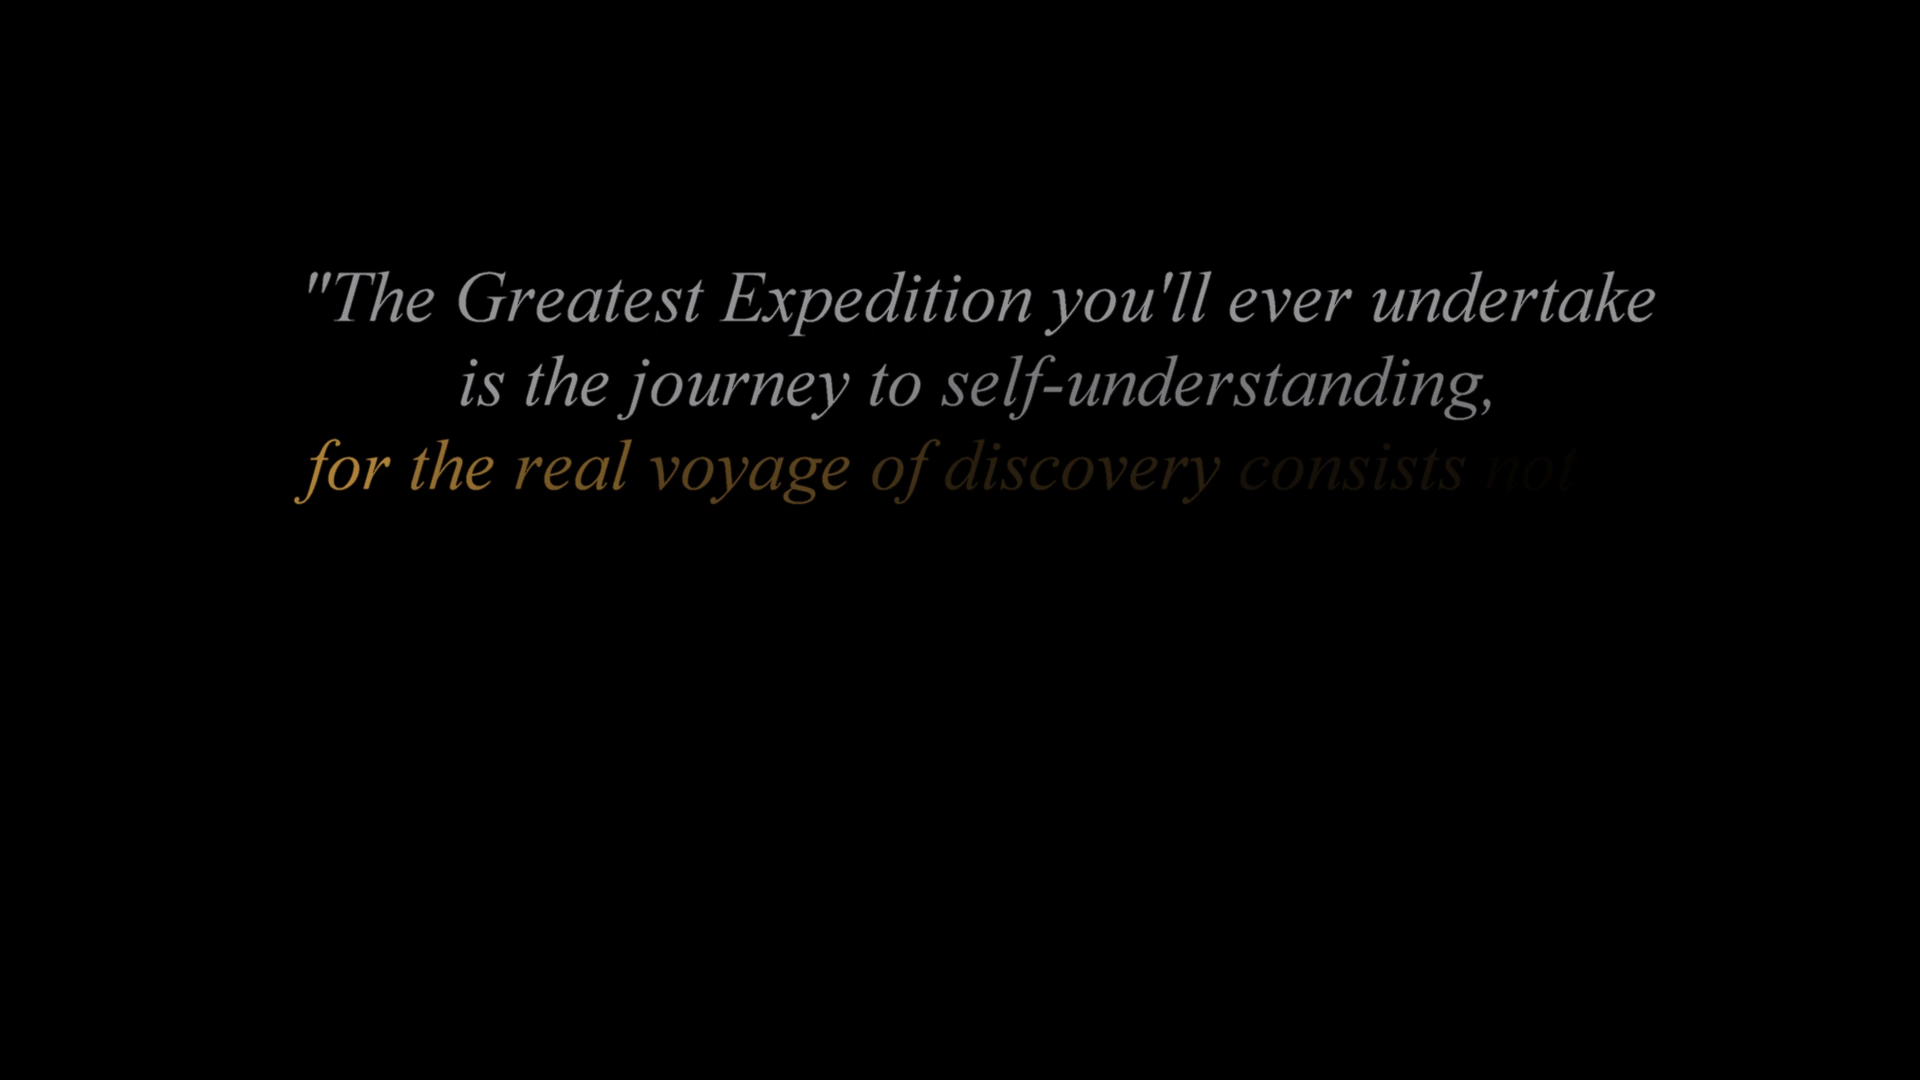 "The Greatest Expedition you'll ever undertake
is the journey to self-understanding,
for the real voyage of discovery consists not